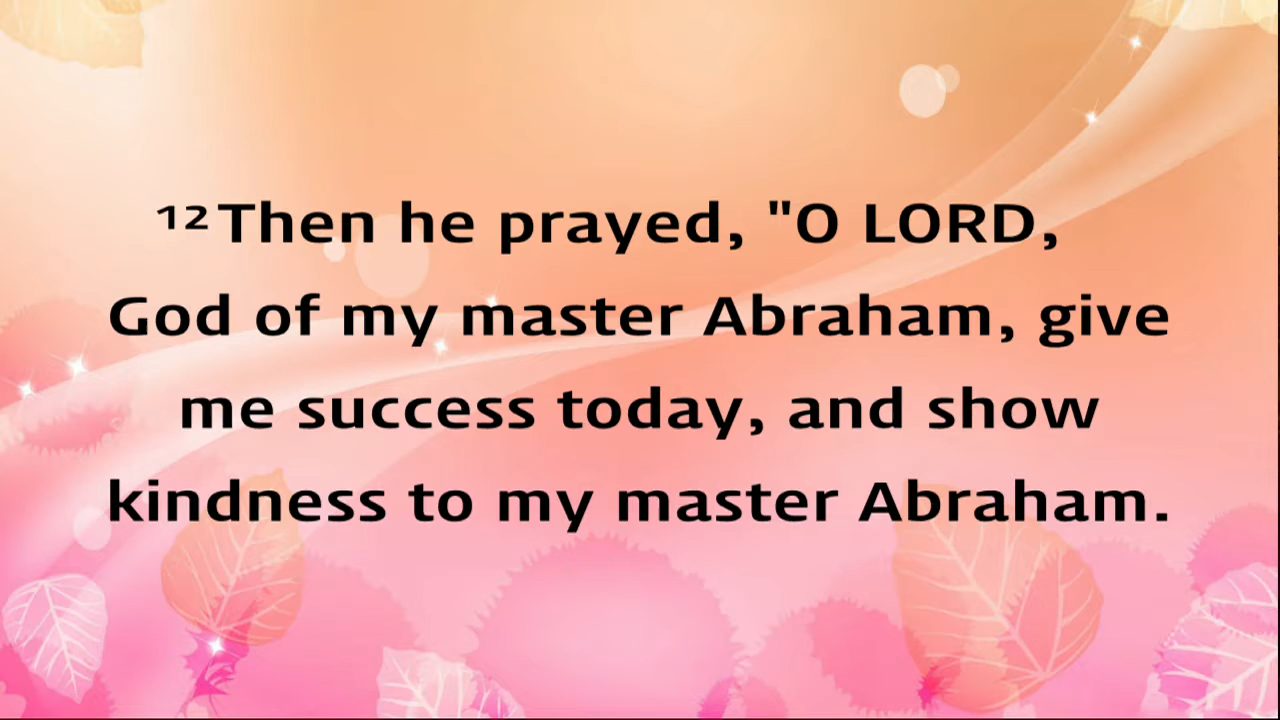 ¹²Then he prayed, "O LORD,
God of my master Abraham, give
me success today, and show
kindness to my master Abraham.